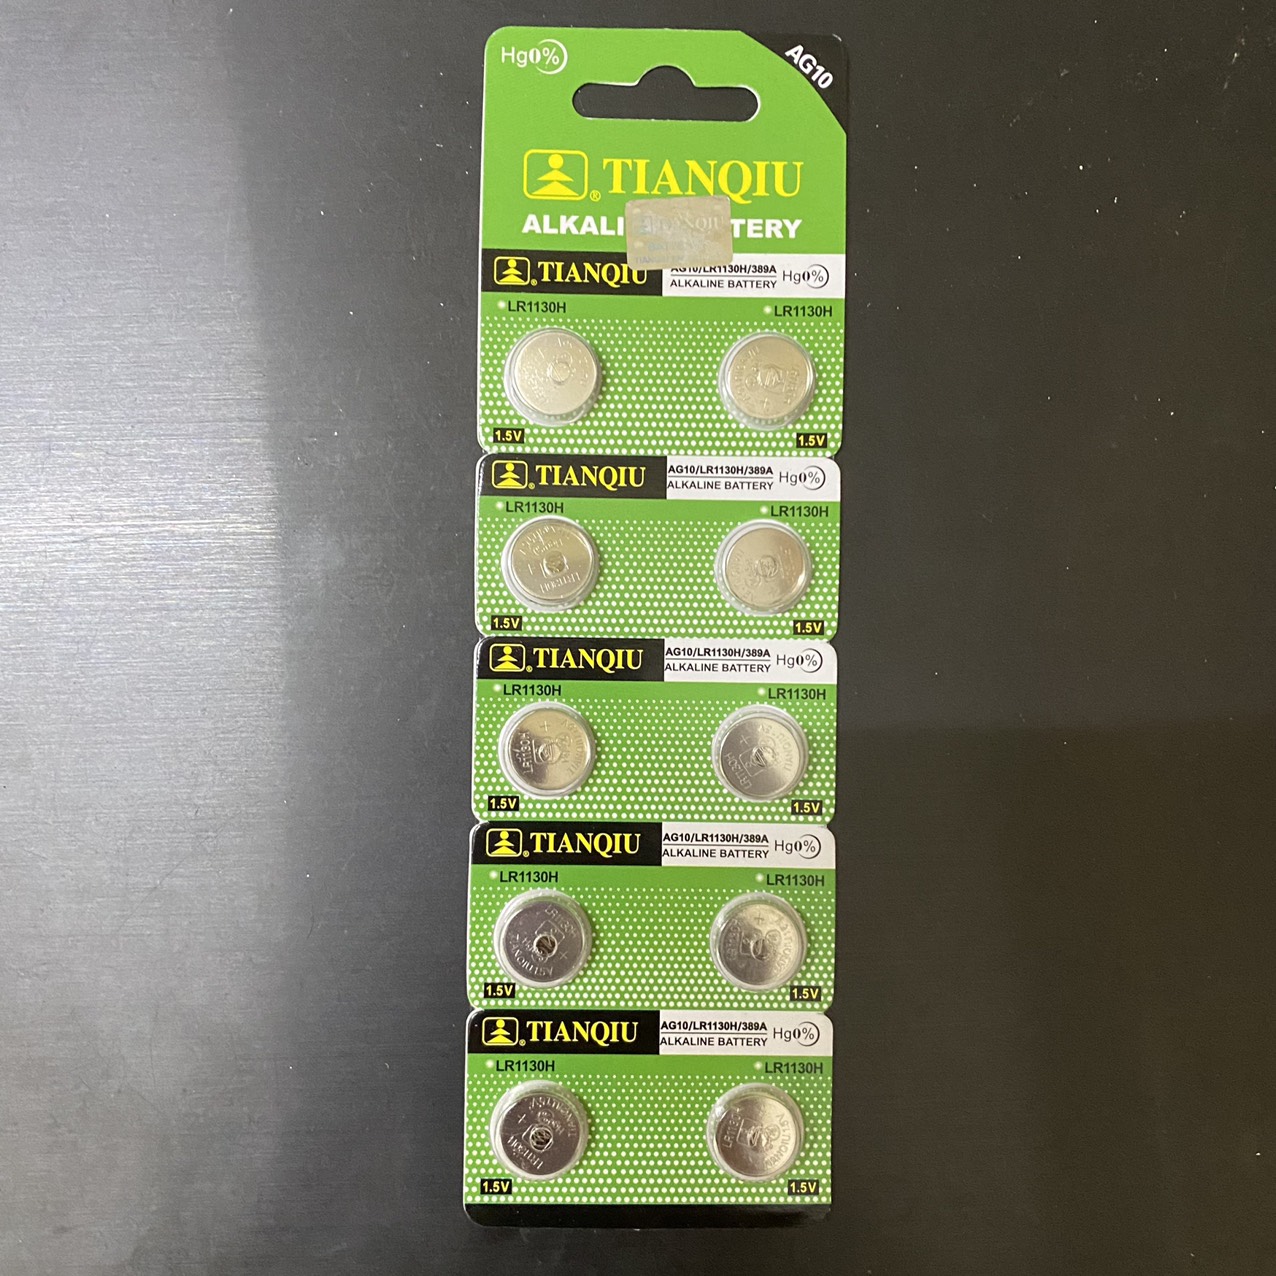 Hg0%
AG10
® TIANQIU
ALKALI TERY
TIANQIU
AG10/LR1130H/389A
ALKALINE BATTERY
Hg0%
LR1130H
LR1130H
1.5V
1.5V
TIANQIU
AG10/LR1130H/389A
ALKALINE BATTERY
Hg0%
LR1130H
LR1130H
1.5V
1.5V
TIANQIU
AG10/LR1130H/389A
ALKALINE BATTERY
Hg0%
LR1130H
LR1130H
LR1130H
LR1130H
1.5V
1.5V
TIANQIU
AG10/LR1130H/389A
ALKALINE BATTERY
Hg0%
LR1130H
LR1130H
1.5V
1.5V
TIANQIU
AG10/LR1130H/389A
ALKALINE BATTERY
Hg0%
LR1130H
LR1130H
1.5V
1.5V